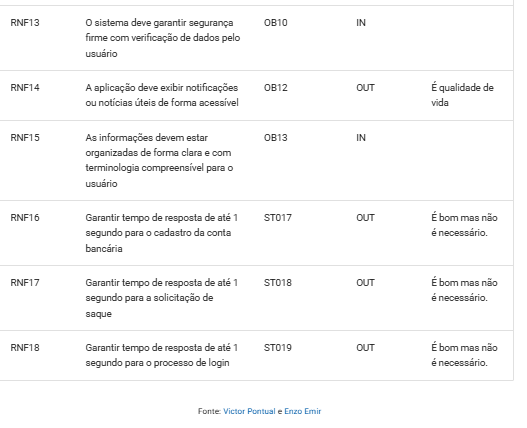 RNF13 O sistema deve garantir segurança OB10 IN
firme com verificação de dados pelo
usuário
RNF14 A aplicação deve exibir notificações OB12 OUT É qualidade de
ou notícias úteis de forma acessível vida
RNF15 As informações devem estar OB13 IN
organizadas de forma clara e com
terminologia compreensível para o
usuário
RNF16 Garantir tempo de resposta de até 1 ST017 OUT É bom mas não
segundo para o cadastro da conta é necessário.
bancária
RNF17 Garantir tempo de resposta de até 1 ST018 OUT É bom mas não
segundo para a solicitação de é necessário.
saque
RNF18 Garantir tempo de resposta de até 1 ST019 OUT É bom mas não
segundo para o processo de login é necessário.
Fonte: Victor Pontual e Enzo Emir